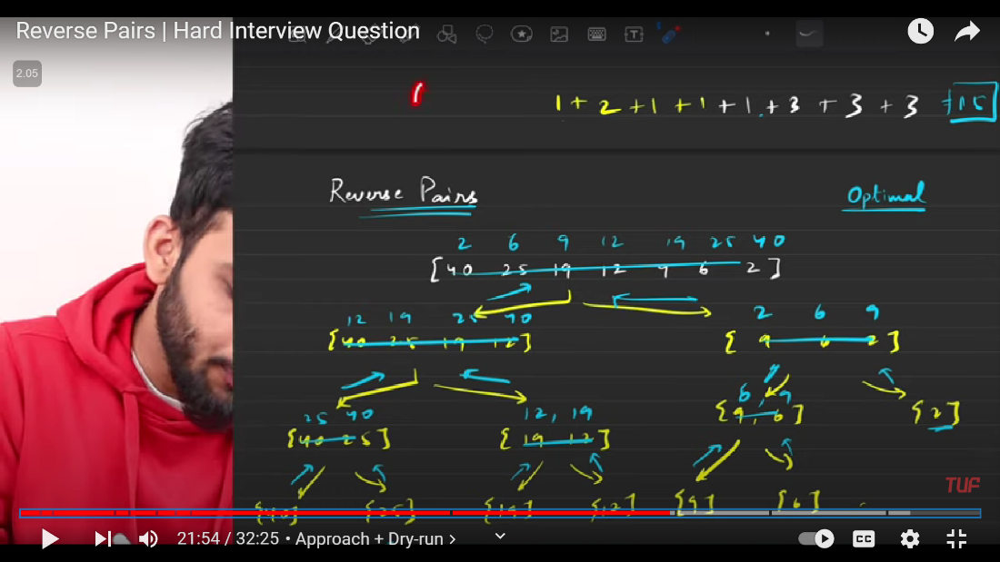 Reverse Pairs | Hard Interview Question
2.05
1 + 2 + 1 + 1 + 1 + 3 + 3 + 3 = 15
Reverse Pairs
Optimal
2 6 9 12 19 25 40
[40 25 19 12 9 6 2]
12 19 25 40
2 6 9
[40 25 19 12]
[9 6 2]
25 40
12, 19
6, 9
[40 25]
[19 12]
[9, 6]
[2]
[40] [25] [19] [12] [9] [6]
TUF
21:54 / 32:25 • Approach + Dry-run >
CC